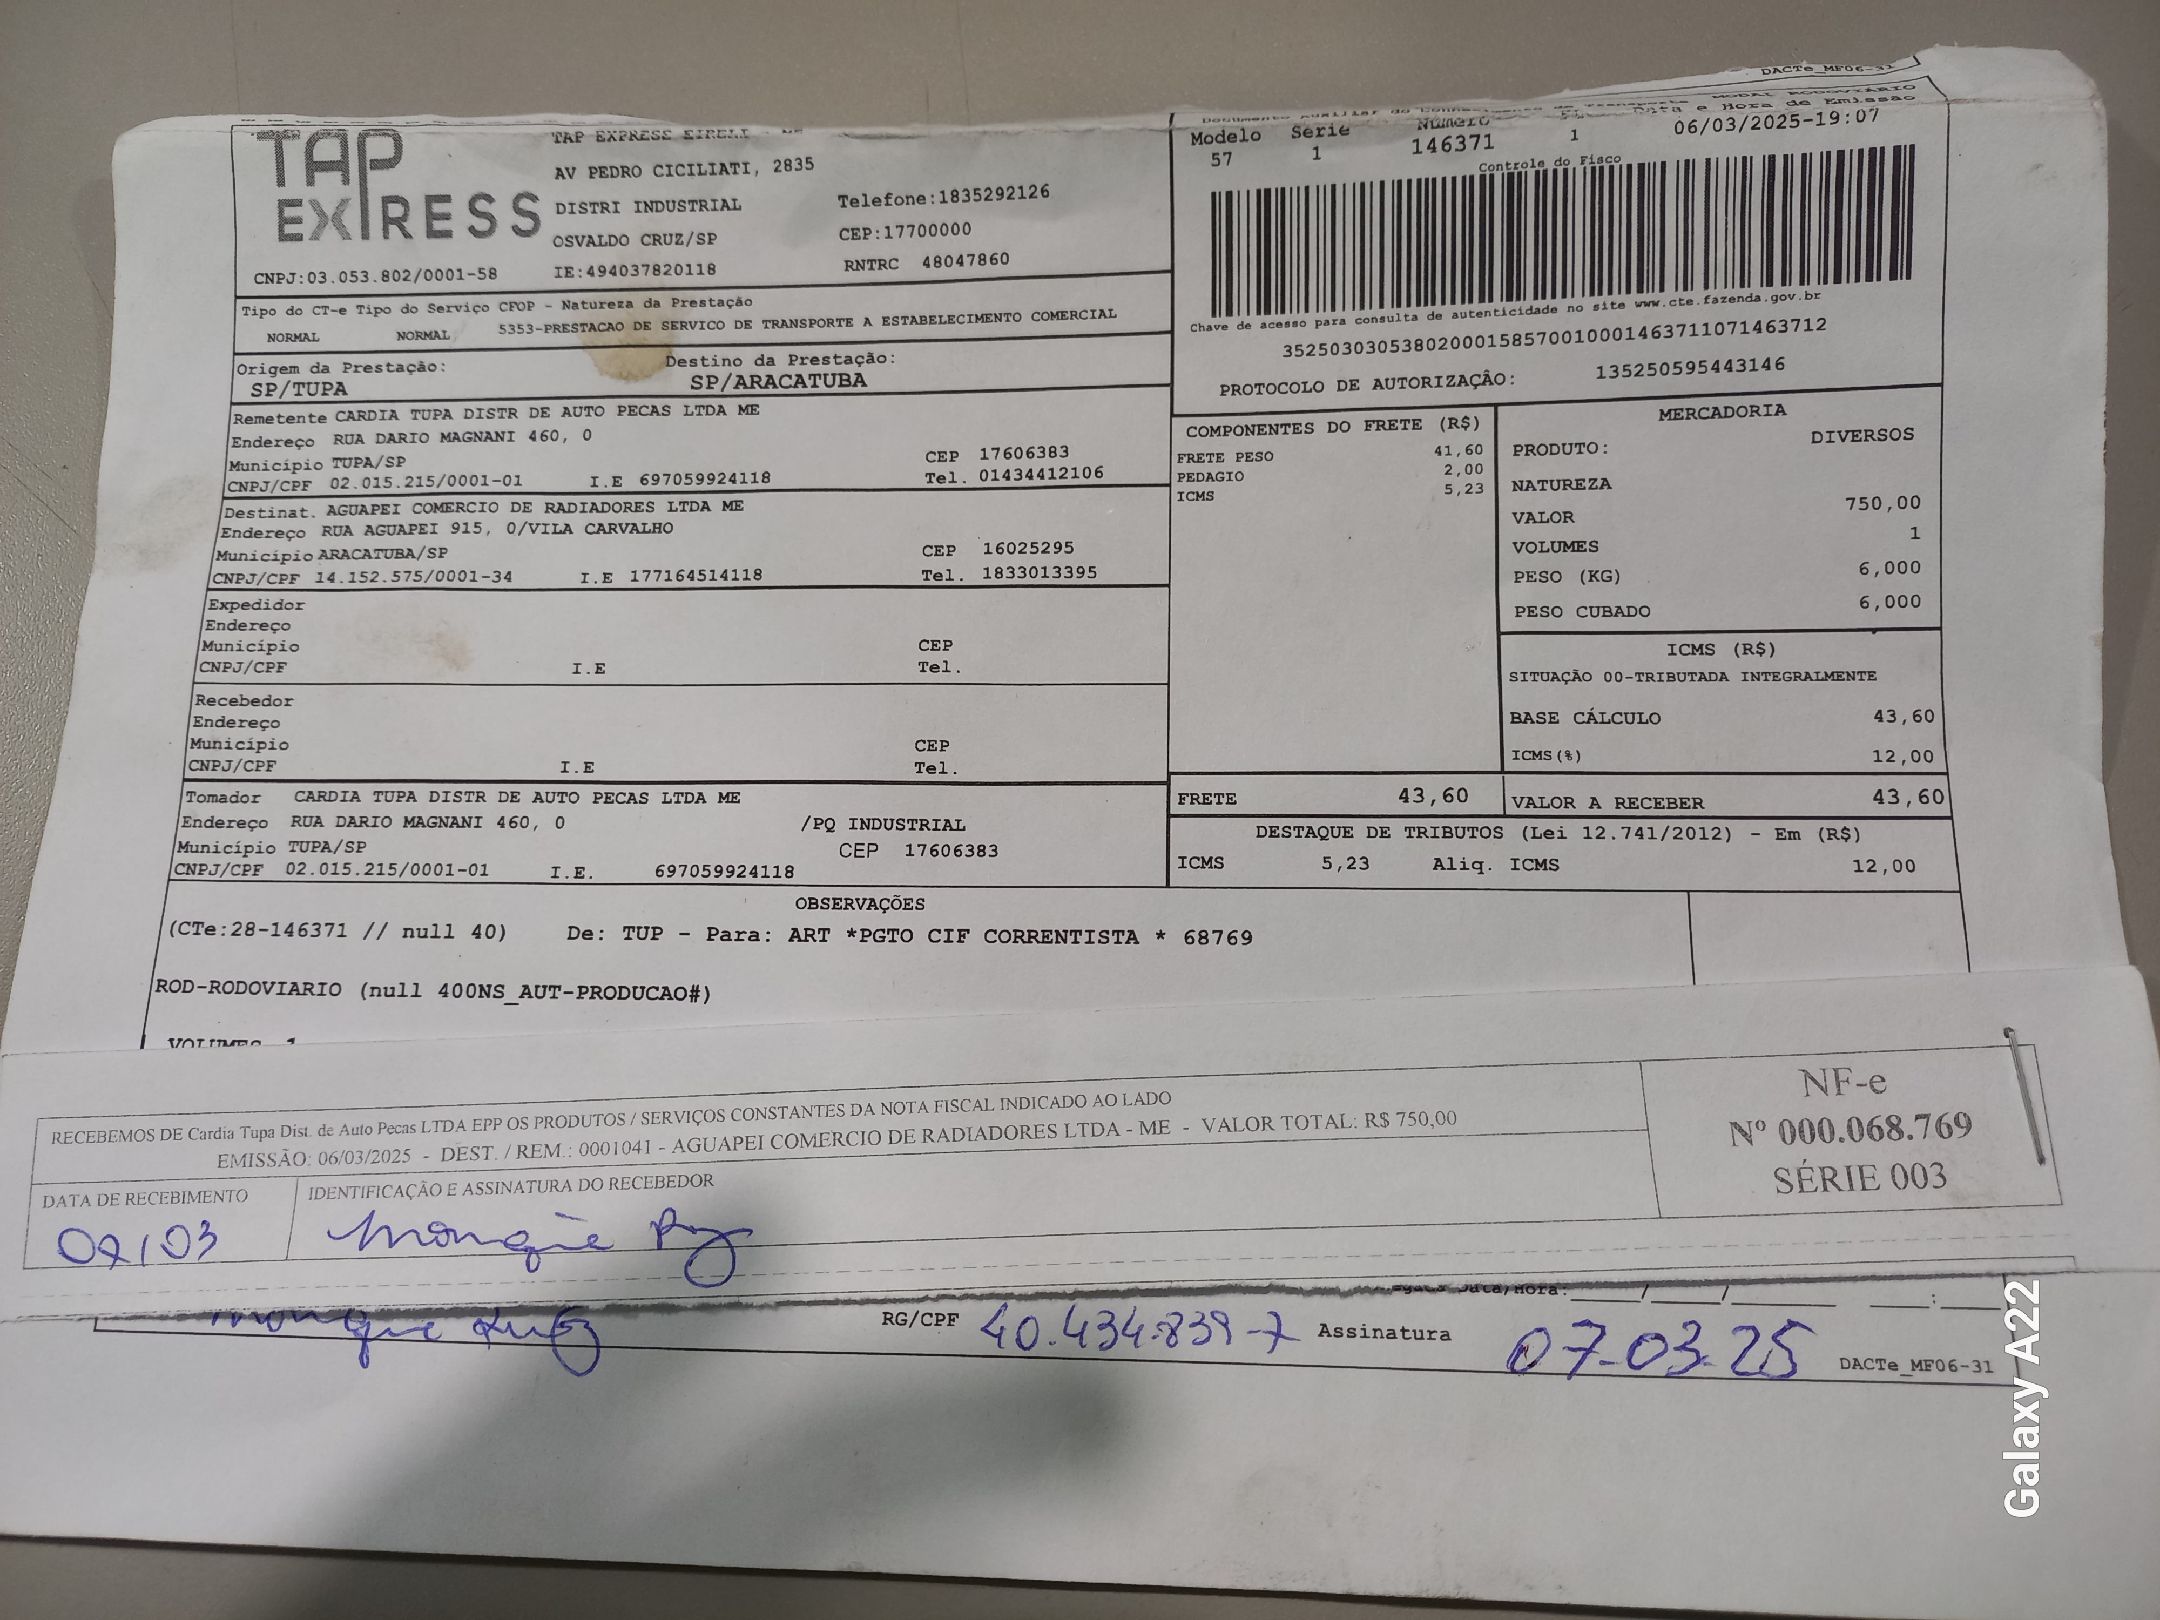 DACTe_MF06-31
TAP EXPRESS
TAP EXPRESS EIRELI
AV PEDRO CICILIATI, 2835
DISTRI INDUSTRIAL Telefone:1835292126
OSVALDO CRUZ/SP CEP:17700000
CNPJ:03.053.802/0001-58 IE:494037820118 RNTRC 48047860
Modelo Serie Número Data e Hora de Emissão
57 1 146371 1 06/03/2025-19:07
Controle do Fisco
Chave de acesso para consulta de autenticidade no site www.cte.fazenda.gov.br
35250303053802000158570010001463711071463712
PROTOCOLO DE AUTORIZAÇÃO: 135250595443146
Tipo do CT-e Tipo do Serviço CFOP - Natureza da Prestação
NORMAL NORMAL 5353-PRESTACAO DE SERVICO DE TRANSPORTE A ESTABELECIMENTO COMERCIAL
Origem da Prestação: Destino da Prestação:
SP/TUPA SP/ARACATUBA
Remetente CARDIA TUPA DISTR DE AUTO PECAS LTDA ME
Endereço RUA DARIO MAGNANI 460, 0
Município TUPA/SP CEP 17606383
CNPJ/CPF 02.015.215/0001-01 I.E 697059924118 Tel. 01434412106
Destinat. AGUAPEI COMERCIO DE RADIADORES LTDA ME
Endereço RUA AGUAPEI 915, 0/VILA CARVALHO
Município ARACATUBA/SP CEP 16025295
CNPJ/CPF 14.152.575/0001-34 I.E 177164514118 Tel. 1833013395
Expedidor
Endereço
Município CEP
CNPJ/CPF I.E Tel.
Recebedor
Endereço
Município CEP
CNPJ/CPF I.E Tel.
Tomador CARDIA TUPA DISTR DE AUTO PECAS LTDA ME
Endereço RUA DARIO MAGNANI 460, 0 /PQ INDUSTRIAL
Município TUPA/SP CEP 17606383
CNPJ/CPF 02.015.215/0001-01 I.E. 697059924118
COMPONENTES DO FRETE (R$)
FRETE PESO 41,60
PEDAGIO 2,00
ICMS 5,23
MERCADORIA
PRODUTO: DIVERSOS
NATUREZA
VALOR 750,00
VOLUMES 1
PESO (KG) 6,000
PESO CUBADO 6,000
ICMS (R$)
SITUAÇÃO 00-TRIBUTADA INTEGRALMENTE
BASE CÁLCULO 43,60
ICMS(%) 12,00
FRETE 43,60 VALOR A RECEBER 43,60
DESTAQUE DE TRIBUTOS (Lei 12.741/2012) - Em (R$)
ICMS 5,23 Aliq. ICMS 12,00
OBSERVAÇÕES
(CTe:28-146371 // null 40) De: TUP - Para: ART *PGTO CIF CORRENTISTA * 68769
ROD-RODOVIARIO (null 400NS_AUT-PRODUCAO#)
VOLUMES 1
RECEBEMOS DE Cardia Tupa Dist. de Auto Pecas LTDA EPP OS PRODUTOS / SERVIÇOS CONSTANTES DA NOTA FISCAL INDICADO AO LADO
EMISSÃO: 06/03/2025 - DEST. / REM.: 0001041 - AGUAPEI COMERCIO DE RADIADORES LTDA - ME - VALOR TOTAL: R$ 750,00
DATA DE RECEBIMENTO IDENTIFICAÇÃO E ASSINATURA DO RECEBEDOR
07/03 Monique
NF-e
Nº 000.068.769
SÉRIE 003
Data/Hora:
Monique RG/CPF 40.434.839-7 Assinatura 07-03-25 DACTe_MF06-31
Galaxy A22